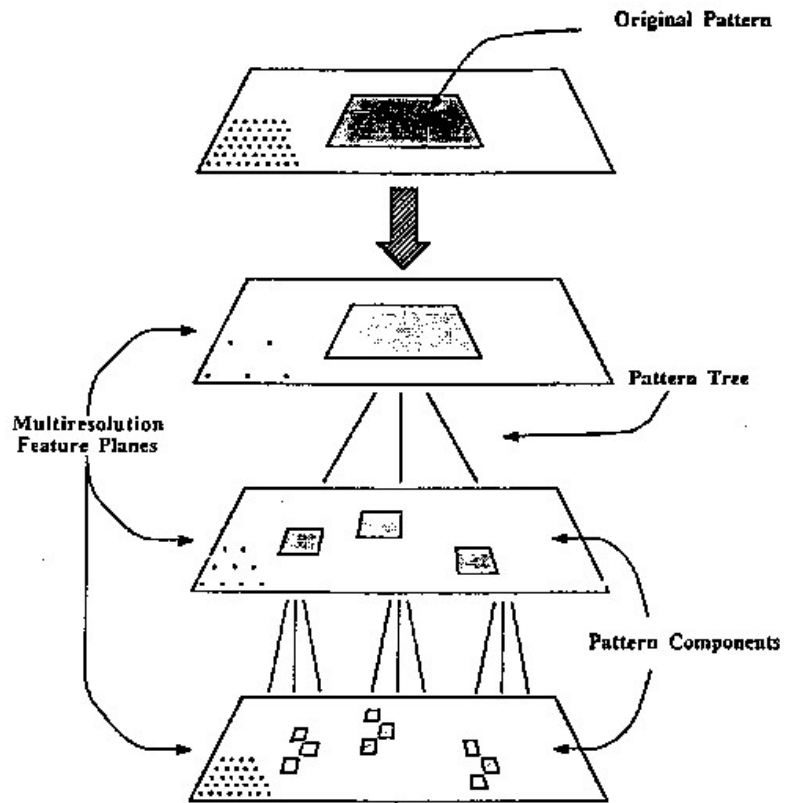 Original Pattern
Pattern Tree
Multiresolution
Feature Planes
Pattern Components